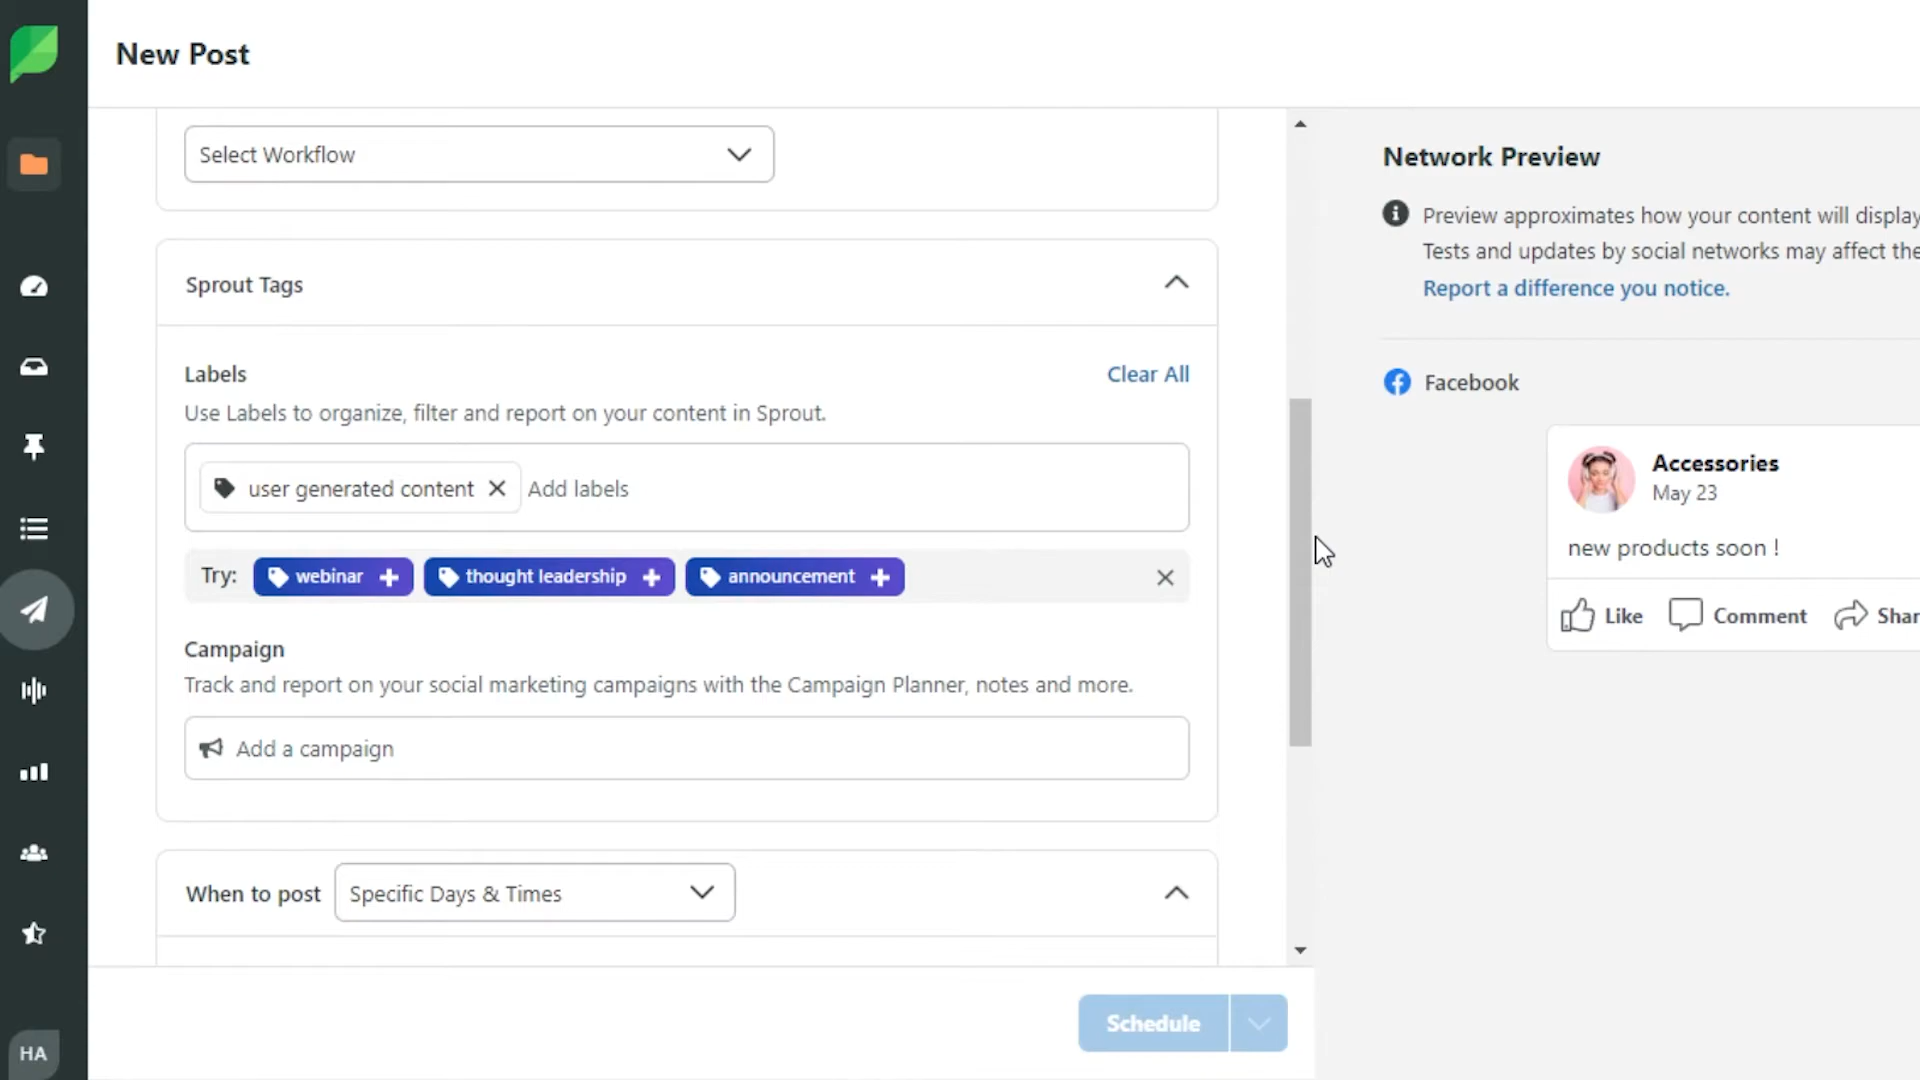 New Post
Select Workflow
Sprout Tags
Labels
Clear All
Use Labels to organize, filter and report on your content in Sprout.
user generated content
Add labels
Try:
webinar
thought leadership
announcement
Campaign
Track and report on your social marketing campaigns with the Campaign Planner, notes and more.
Add a campaign
When to post
Specific Days & Times
Schedule
HA
Network Preview
Preview approximates how your content will display
Tests and updates by social networks may affect the
Report a difference you notice.
Facebook
Accessories
May 23
new products soon !
Like
Comment
Shar